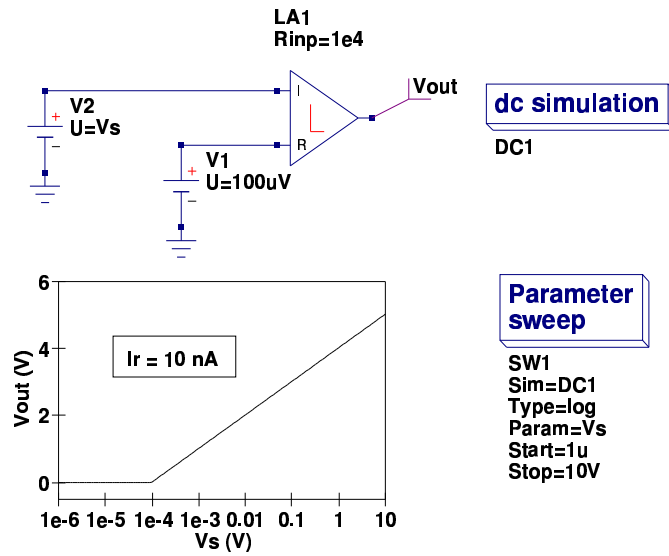 LA1
Rinp=1e4
I
Vout
V2
U=Vs
L
R
V1
U=100uV
dc simulation
DC1
6
4
2
0
Vout (V)
Ir = 10 nA
1e-6 1e-5 1e-4 1e-3 0.01 0.1 1 10
Vs (V)
Parameter
sweep
SW1
Sim=DC1
Type=log
Param=Vs
Start=1u
Stop=10V